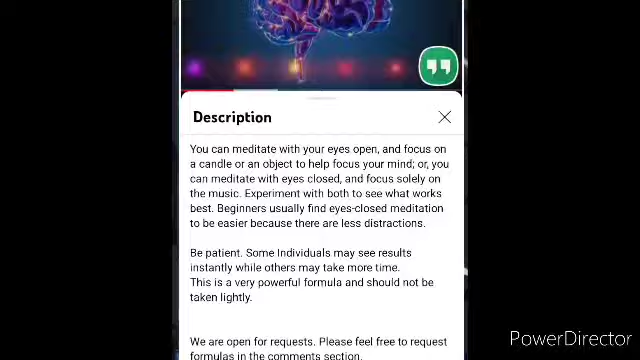 Description
You can meditate with your eyes open, and focus on
a candle or an object to help focus your mind; or, you
can meditate with eyes closed, and focus solely on
the music. Experiment with both to see what works
best. Beginners usually find eyes-closed meditation
to be easier because there are less distractions.
Be patient. Some Individuals may see results
instantly while others may take more time.
This is a very powerful formula and should not be
taken lightly.
We are open for requests. Please feel free to request
formulas in the comments section.
PowerDirector